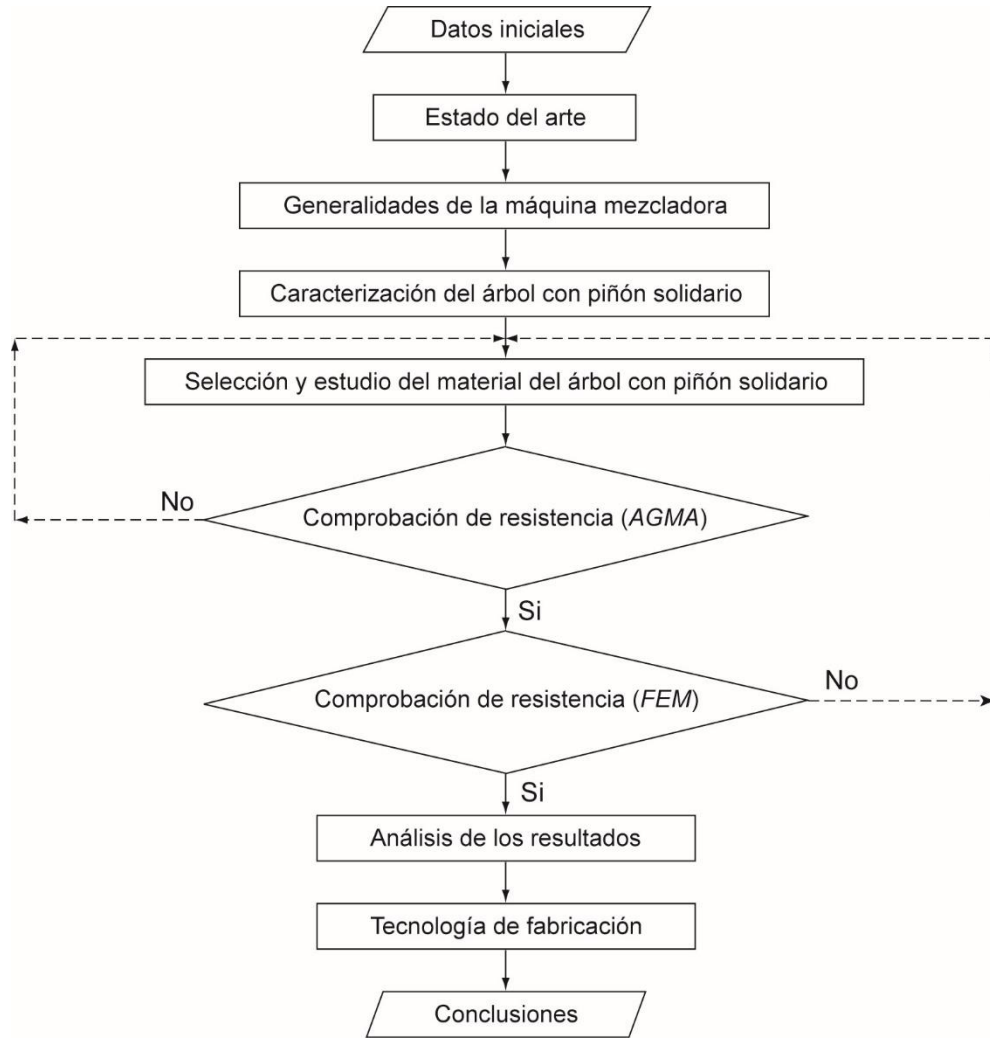 Datos iniciales
Estado del arte
Generalidades de la máquina mezcladora
Caracterización del árbol con piñón solidario
Selección y estudio del material del árbol con piñón solidario
No
Comprobación de resistencia (AGMA)
Si
Comprobación de resistencia (FEM)
No
Si
Análisis de los resultados
Tecnología de fabricación
Conclusiones